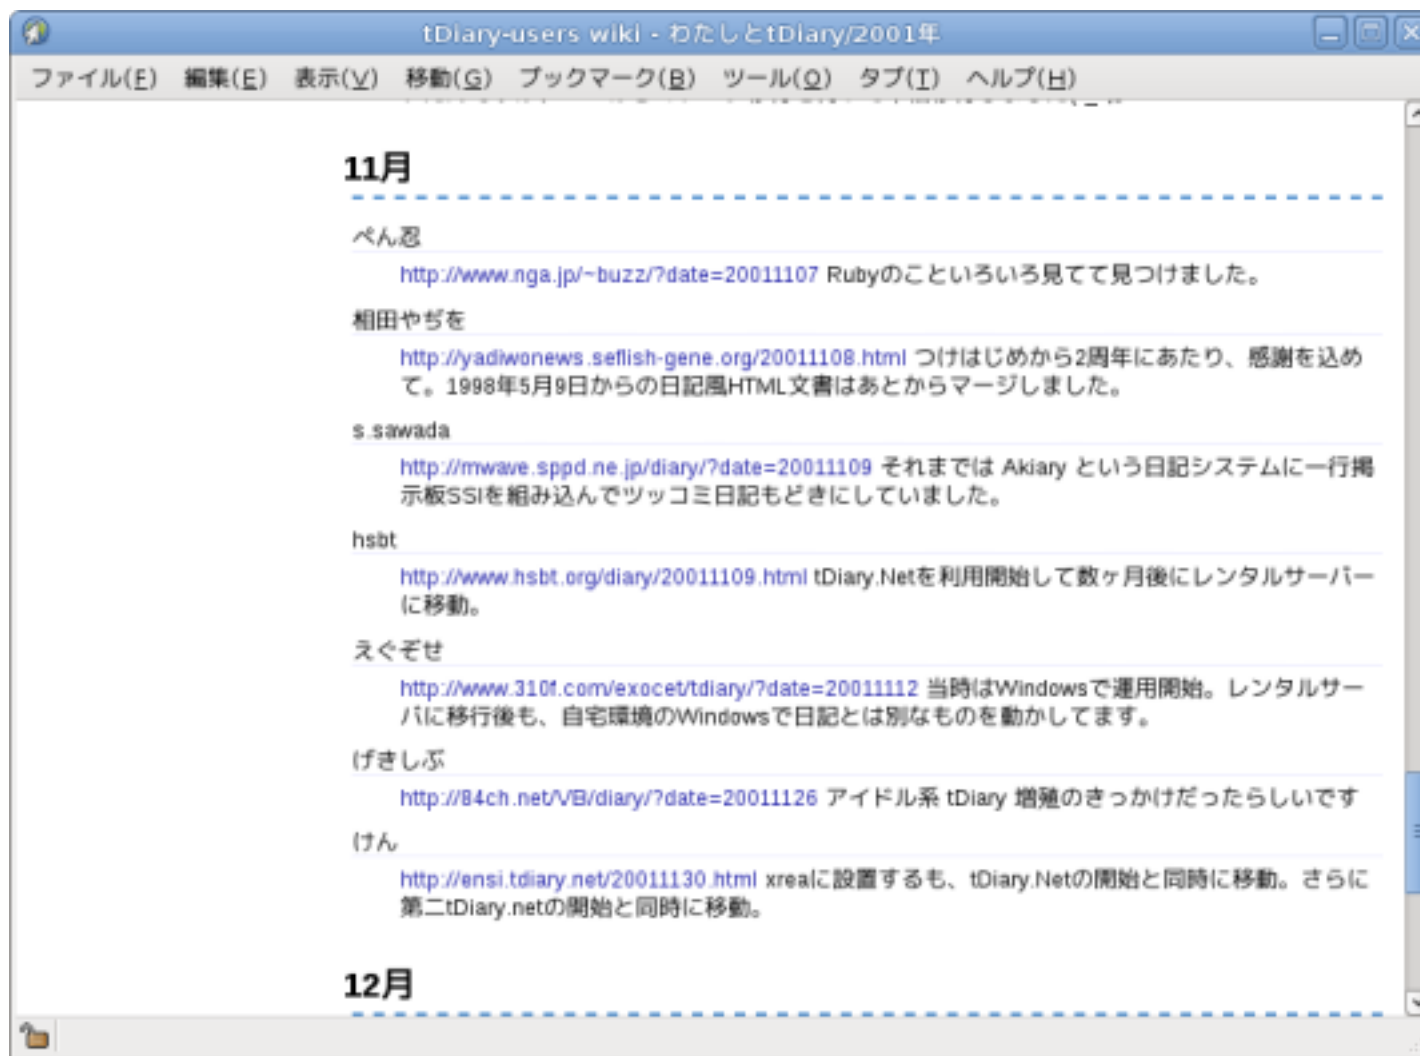 tDiary-users wiki - わたしとtDiary/2001年
ファイル(F) 編集(E) 表示(V) 移動(G) ブックマーク(B) ツール(O) タブ(T) ヘルプ(H)
11月
ぺん忍
http://www.nga.jp/~buzz/?date=20011107 Rubyのこといろいろ見てて見つけました。
相田やぢを
http://yadiwonews.seflish-gene.org/20011108.html つけはじめから2周年にあたり、感謝を込め
て。1998年5月9日からの日記風HTML文書はあとからマージしました。
s.sawada
http://mwave.sppd.ne.jp/diary/?date=20011109 それまでは Akiary という日記システムに一行掲
示板SSIを組み込んでツッコミ日記もどきにしていました。
hsbt
http://www.hsbt.org/diary/20011109.html tDiary.Netを利用開始して数ヶ月後にレンタルサーバー
に移動。
えぐぞせ
http://www.310f.com/exocet/tdiary/?date=20011112 当時はWindowsで運用開始。レンタルサー
バに移行後も、自宅環境のWindowsで日記とは別なものを動かしてます。
げきしぶ
http://84ch.net/VB/diary/?date=20011126 アイドル系 tDiary 増殖のきっかけだったらしいです
けん
http://ensi.tdiary.net/20011130.html xreaに設置するも、tDiary.Netの開始と同時に移動。さらに
第二tDiary.netの開始と同時に移動。
12月